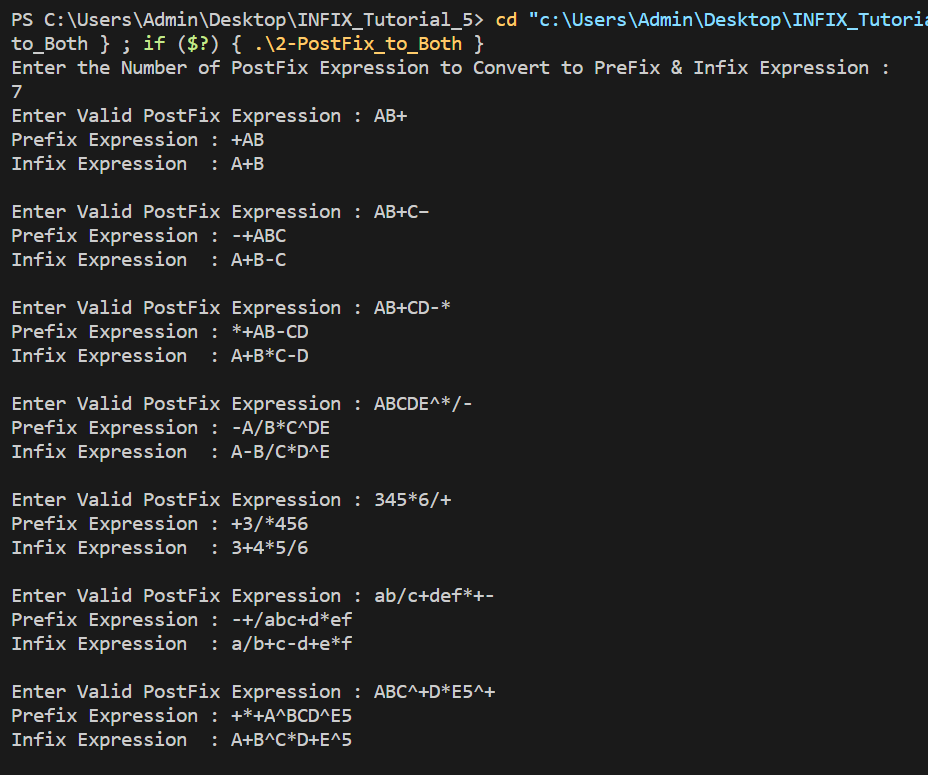 PS C:\Users\Admin\Desktop\INFIX_Tutorial_5> cd "c:\Users\Admin\Desktop\INFIX_Tutoria
to_Both } ; if ($?) { .\2-PostFix_to_Both }
Enter the Number of PostFix Expression to Convert to PreFix & Infix Expression :
7
Enter Valid PostFix Expression : AB+
Prefix Expression : +AB
Infix Expression  : A+B

Enter Valid PostFix Expression : AB+C–
Prefix Expression : -+ABC
Infix Expression  : A+B-C

Enter Valid PostFix Expression : AB+CD-*
Prefix Expression : *+AB-CD
Infix Expression  : A+B*C-D

Enter Valid PostFix Expression : ABCDE^*/-
Prefix Expression : -A/B*C^DE
Infix Expression  : A-B/C*D^E

Enter Valid PostFix Expression : 345*6/+
Prefix Expression : +3/*456
Infix Expression  : 3+4*5/6

Enter Valid PostFix Expression : ab/c+def*+-
Prefix Expression : -+/abc+d*ef
Infix Expression  : a/b+c-d+e*f

Enter Valid PostFix Expression : ABC^+D*E5^+
Prefix Expression : +*+A^BCD^E5
Infix Expression  : A+B^C*D+E^5